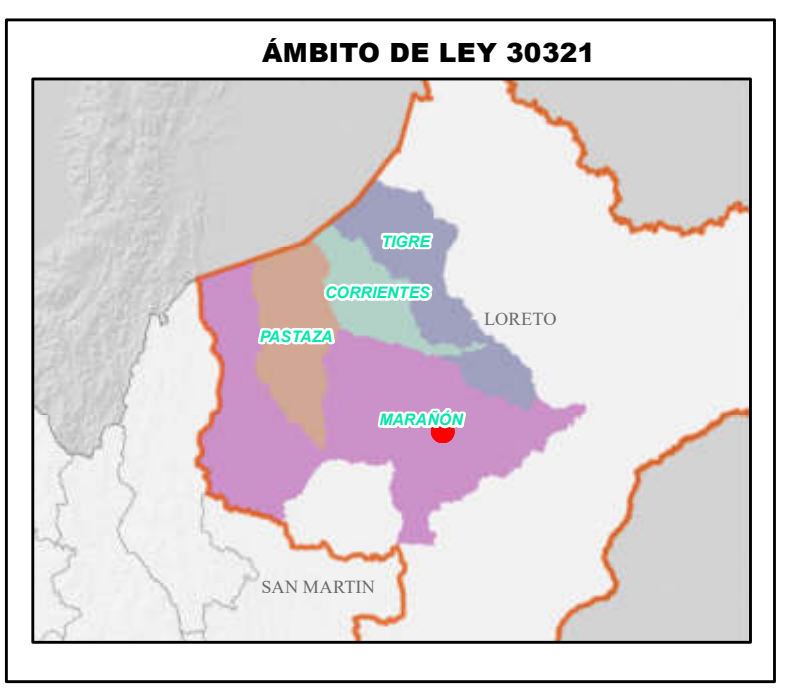 ÁMBITO DE LEY 30321
TIGRE
CORRIENTES
LORETO
PASTAZA
MARAÑÓN
SAN MARTIN